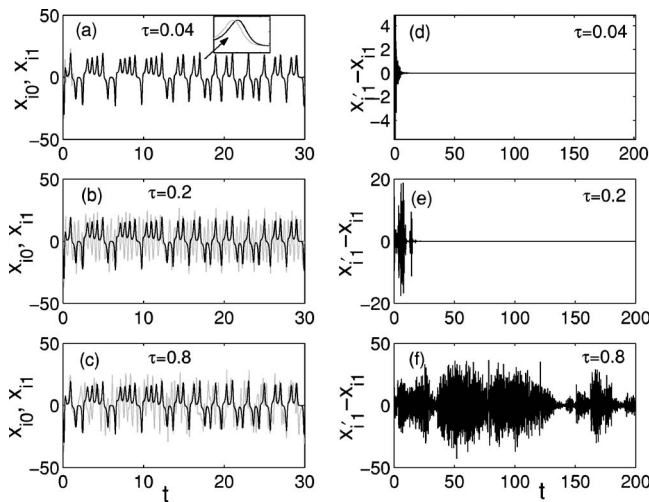 (a) τ=0.04
x_{i0}, x_{i1}
50
0
−50
0 10 20 30
(d) τ=0.04
x′_{i1}−x_{i1}
4
2
0
−2
−4
0 50 100 150 200
(b) τ=0.2
x_{i0}, x_{i1}
50
0
−50
0 10 20 30
(e) τ=0.2
x′_{i1}−x_{i1}
20
0
−20
0 50 100 150 200
(c) τ=0.8
x_{i0}, x_{i1}
50
0
−50
0 10 20 30
t
(f) τ=0.8
x′_{i1}−x_{i1}
50
0
−50
0 50 100 150 200
t